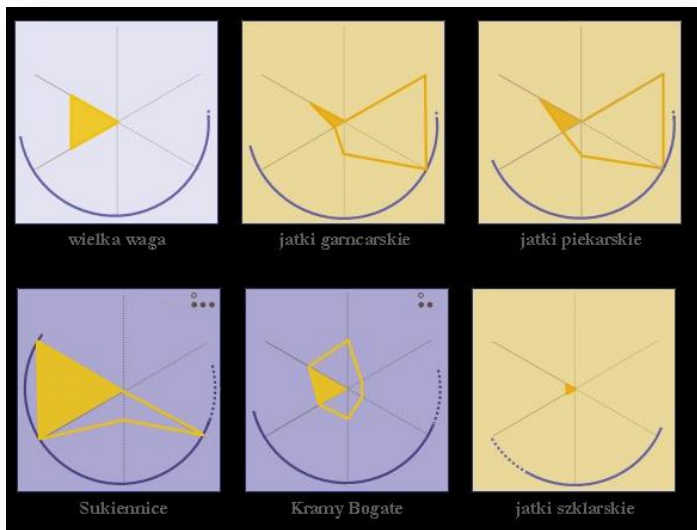 wielka waga
jatki garncarskie
jatki piekarskie
Sukiennice
Kramy Bogate
jatki szklarskie